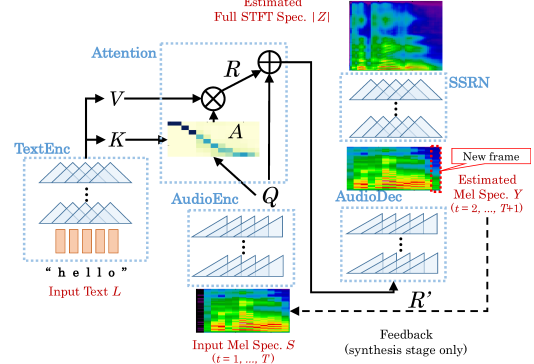 Estimated
Full STFT Spec. |Z|
Attention
R
SSRN
V
A
K
TextEnc
New frame
Q
AudioEnc
AudioDec
Estimated
Mel Spec. Y
(t = 2, ..., T+1)
“ h e l l o ”
Input Text L
R’
Input Mel Spec. S
(t = 1, ..., T)
Feedback
(synthesis stage only)